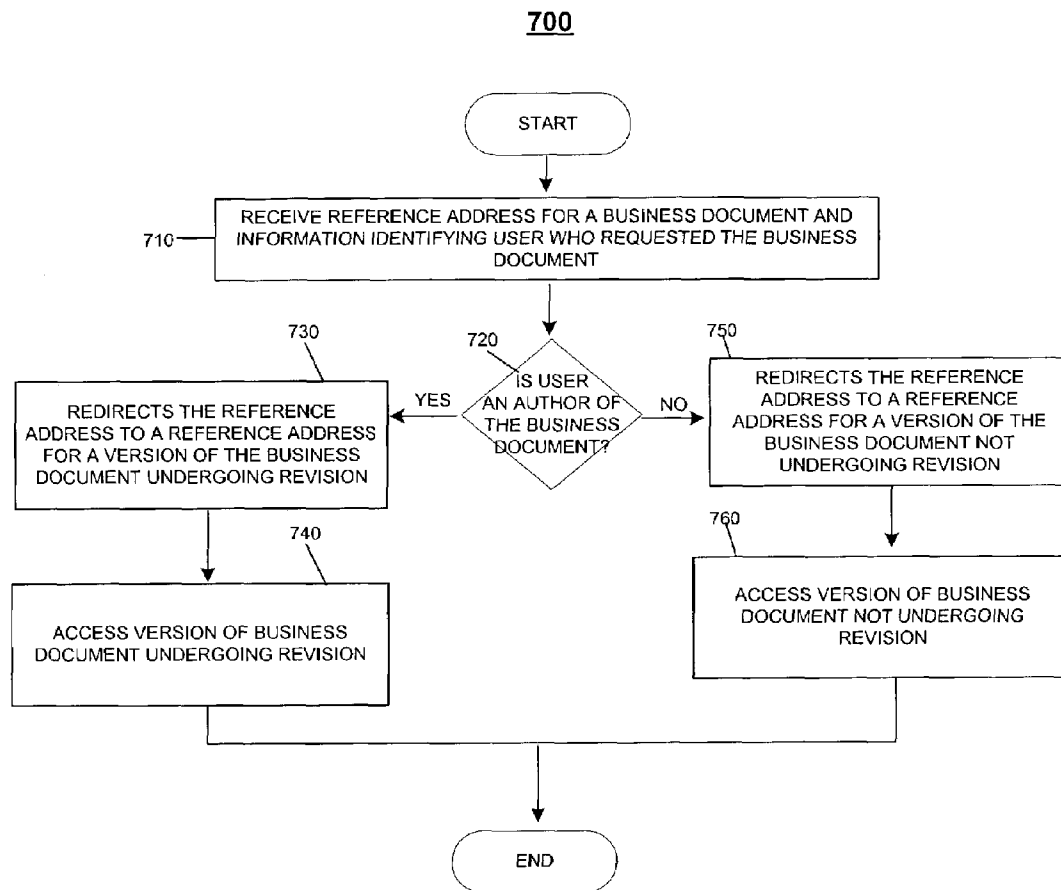 700
START
710
RECEIVE REFERENCE ADDRESS FOR A BUSINESS DOCUMENT AND
INFORMATION IDENTIFYING USER WHO REQUESTED THE BUSINESS
DOCUMENT
720
IS USER
AN AUTHOR OF
THE BUSINESS
DOCUMENT?
YES
NO
730
REDIRECTS THE REFERENCE
ADDRESS TO A REFERENCE ADDRESS
FOR A VERSION OF THE BUSINESS
DOCUMENT UNDERGOING REVISION
750
REDIRECTS THE REFERENCE
ADDRESS TO A REFERENCE
ADDRESS FOR A VERSION OF THE
BUSINESS DOCUMENT NOT
UNDERGOING REVISION
740
ACCESS VERSION OF BUSINESS
DOCUMENT UNDERGOING REVISION
760
ACCESS VERSION OF BUSINESS
DOCUMENT NOT UNDERGOING
REVISION
END